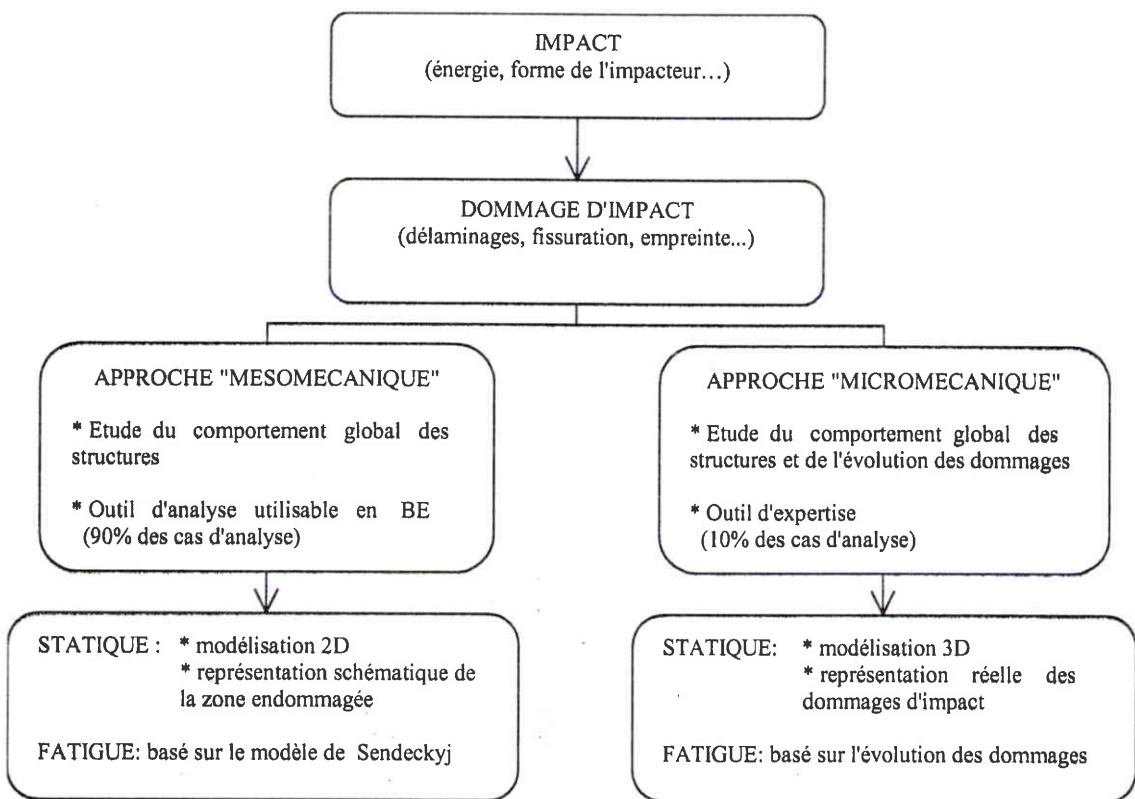 IMPACT
(énergie, forme de l'impacteur...)
DOMMAGE D'IMPACT
(délaminages, fissuration, empreinte...)
APPROCHE "MESOMECANIQUE"
* Etude du comportement global des
structures
* Outil d'analyse utilisable en BE
(90% des cas d'analyse)
APPROCHE "MICROMECANIQUE"
* Etude du comportement global des
structures et de l'évolution des dommages
* Outil d'expertise
(10% des cas d'analyse)
STATIQUE : * modélisation 2D
* représentation schématique de
la zone endommagée
FATIGUE: basé sur le modèle de Sendeckyj
STATIQUE: * modélisation 3D
* représentation réelle des
dommages d'impact
FATIGUE: basé sur l'évolution des dommages